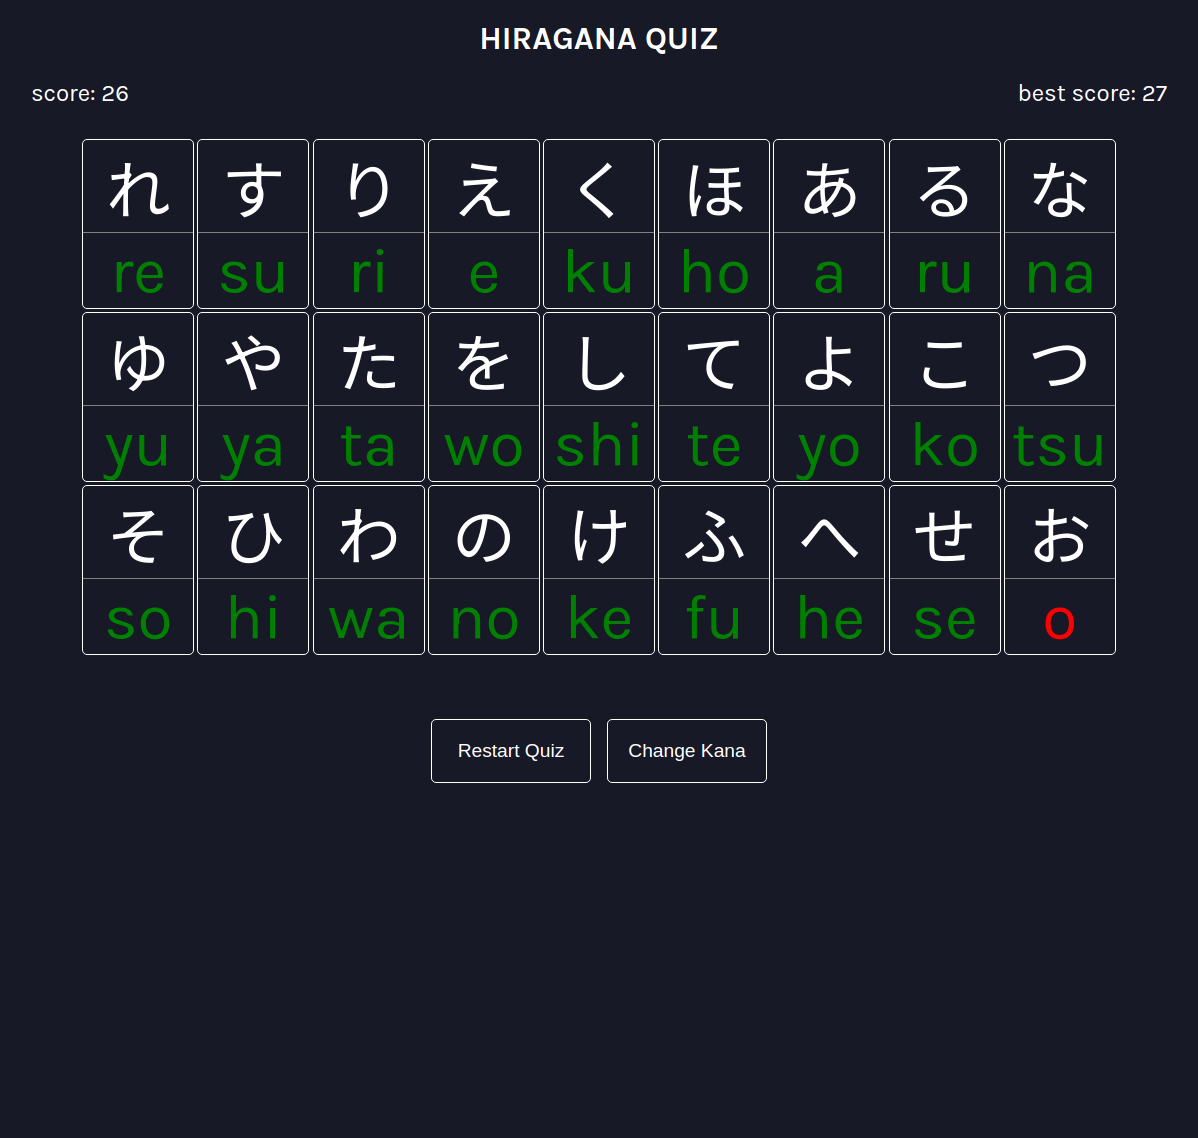 HIRAGANA QUIZ
score: 26 best score: 27
れ す り え く ほ あ る な
re su ri e ku ho a ru na
ゆ や た を し て よ こ つ
yu ya ta wo shi te yo ko tsu
そ ひ わ の け ふ へ せ お
so hi wa no ke fu he se o
Restart Quiz Change Kana